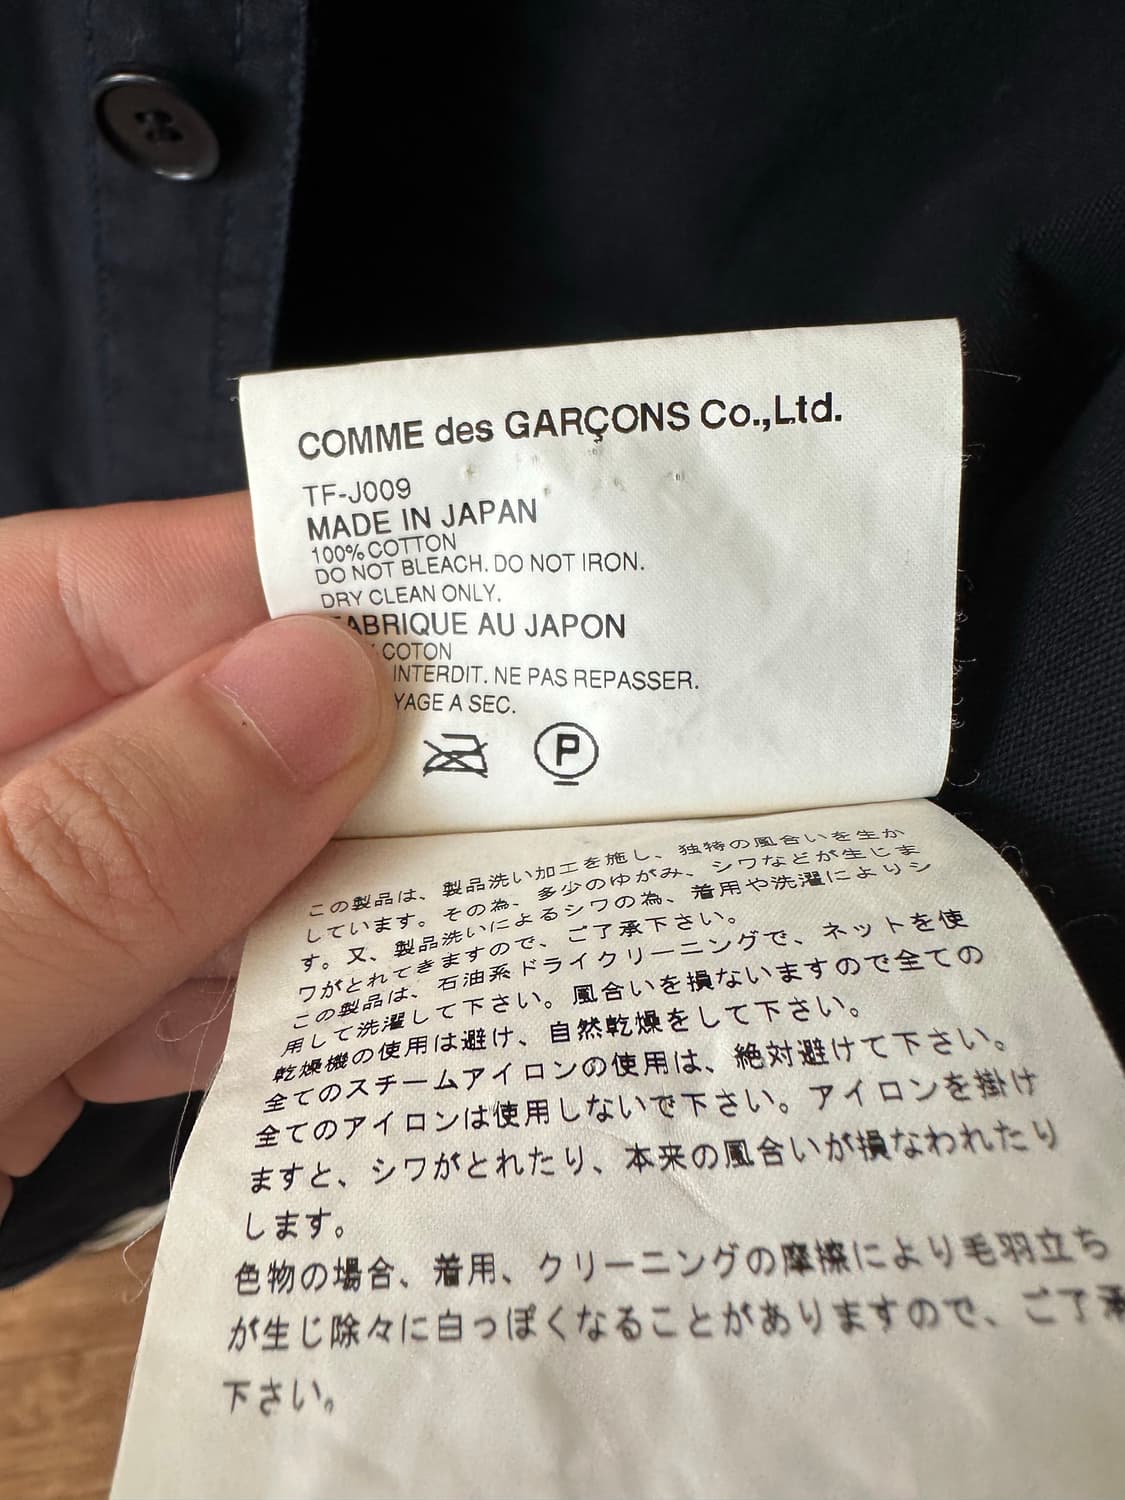 COMME des GARÇONS Co.,Ltd.
TF-J009
MADE IN JAPAN
100% COTTON
DO NOT BLEACH. DO NOT IRON.
DRY CLEAN ONLY.
FABRIQUE AU JAPON
COTON
INTERDIT. NE PAS REPASSER.
YAGE A SEC.
P
この製品は、製品洗い加工を施し、独特の風合いを生か
しています。その為、多少のゆがみ、シワなどが生じま
す。又、製品洗いによるシワの為、着用や洗濯によりシ
ワがとれてきますので、ご了承下さい。
この製品は、石油系ドライクリーニングで、ネットを使
用して洗濯して下さい。風合いを損ないますので全ての
乾燥機の使用は避け、自然乾燥をして下さい。
全てのスチームアイロンの使用は、絶対避けて下さい。
全てのアイロンは使用しないで下さい。アイロンを掛け
ますと、シワがとれたり、本来の風合いが損なわれたり
します。
色物の場合、着用、クリーニングの摩擦により毛羽立ち
が生じ除々に白っぽくなることがありますので、ご了承
下さい。